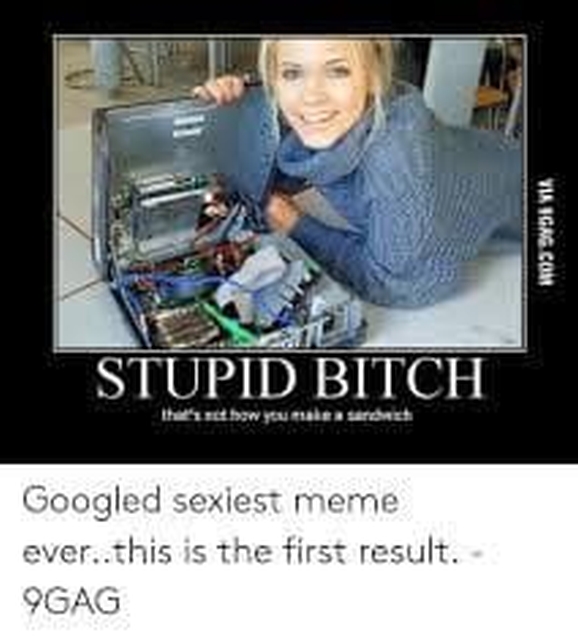 VIA 9GAG.COM
STUPID BITCH
that's not how you make a sandwich
Googled sexiest meme
ever..this is the first result. -
9GAG